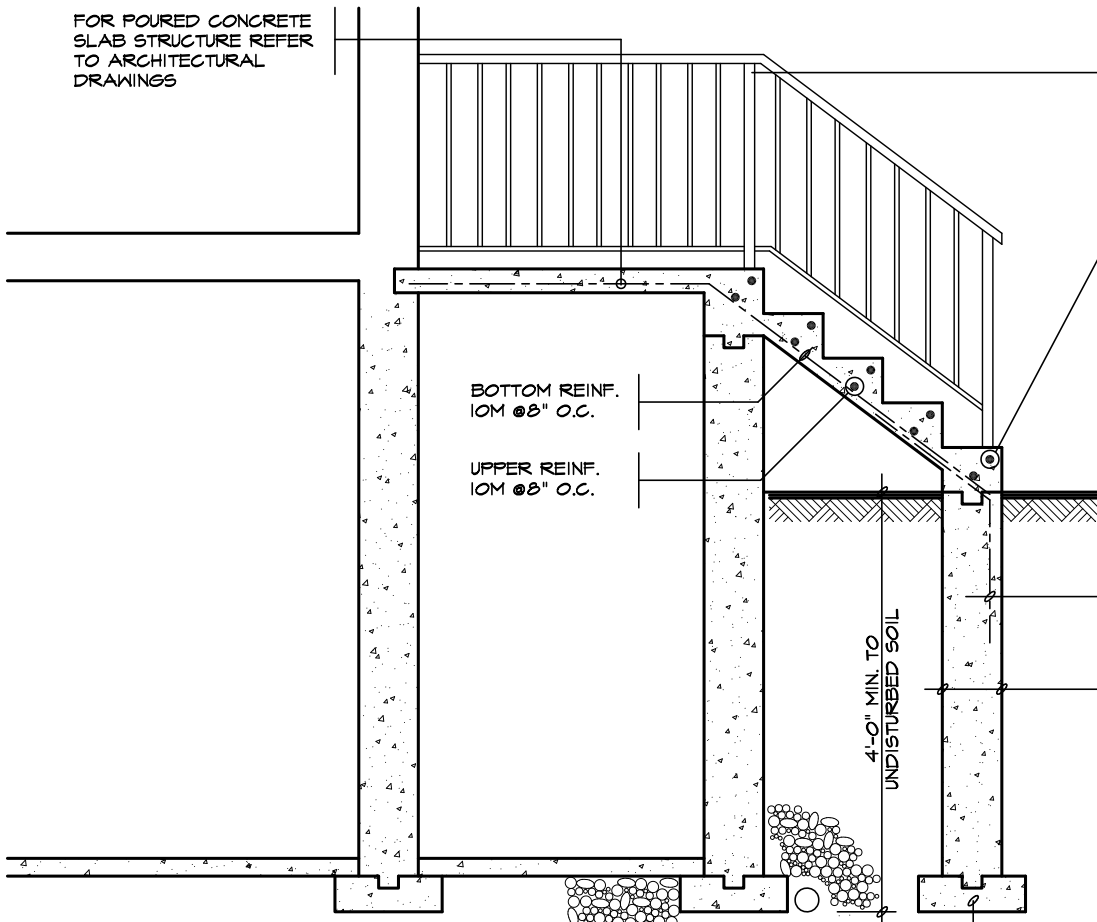 FOR POURED CONCRETE
SLAB STRUCTURE REFER
TO ARCHITECTURAL
DRAWINGS
BOTTOM REINF.
10M @8" O.C.
UPPER REINF.
10M @8" O.C.
4'-0" MIN. TO
UNDISTURBED SOIL